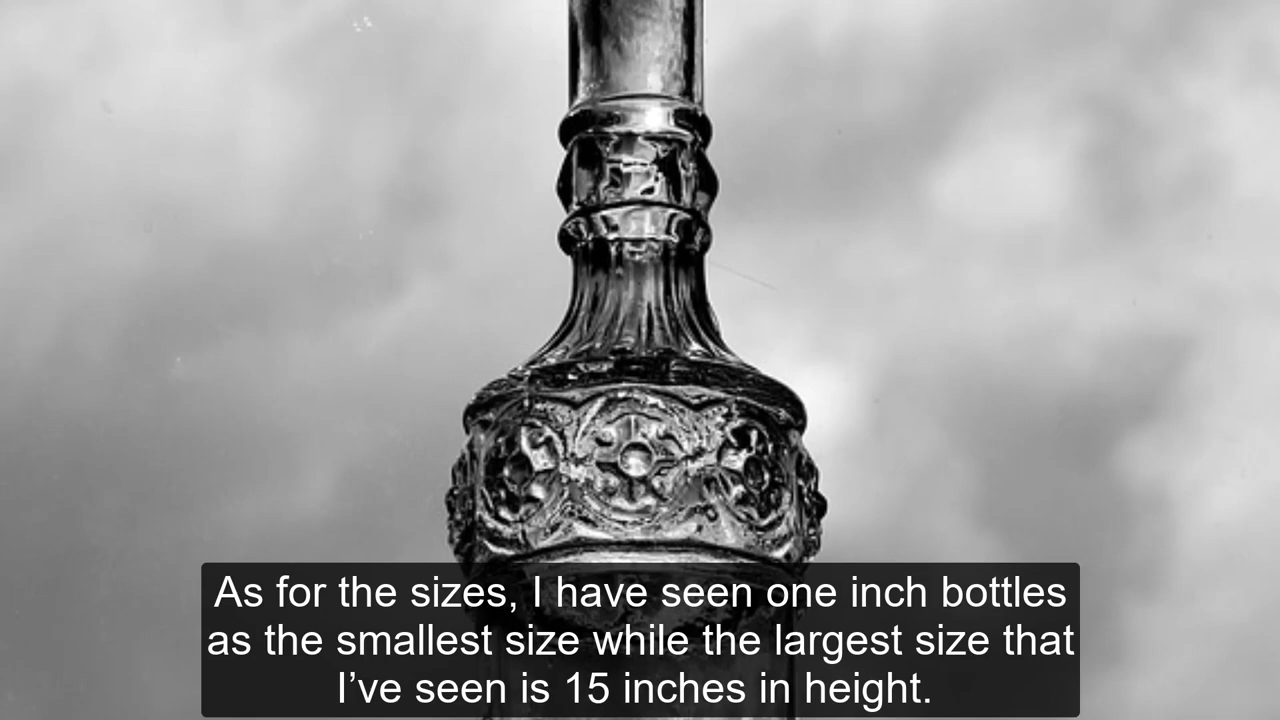 As for the sizes, I have seen one inch bottles
as the smallest size while the largest size that
I’ve seen is 15 inches in height.